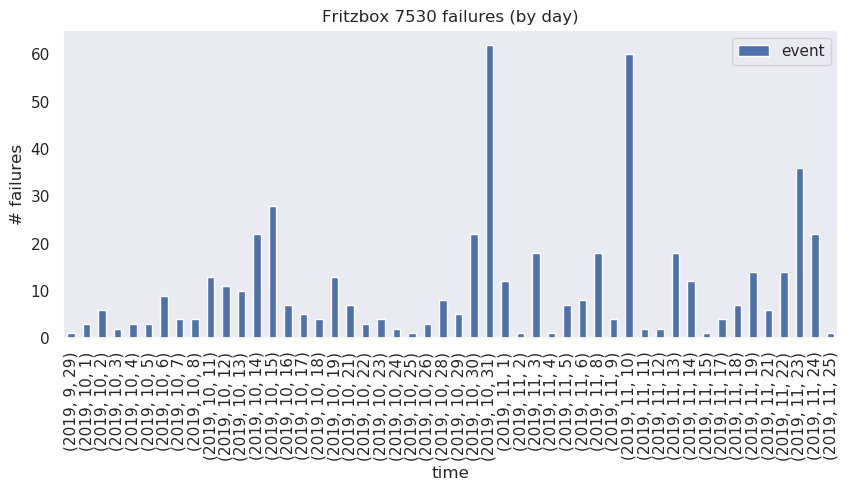 Fritzbox 7530 failures (by day)
event
# failures
60
50
40
30
20
10
0
(2019, 9, 29)
(2019, 10, 1)
(2019, 10, 2)
(2019, 10, 3)
(2019, 10, 4)
(2019, 10, 5)
(2019, 10, 6)
(2019, 10, 7)
(2019, 10, 8)
(2019, 10, 11)
(2019, 10, 12)
(2019, 10, 13)
(2019, 10, 14)
(2019, 10, 15)
(2019, 10, 16)
(2019, 10, 17)
(2019, 10, 18)
(2019, 10, 19)
(2019, 10, 21)
(2019, 10, 22)
(2019, 10, 23)
(2019, 10, 24)
(2019, 10, 25)
(2019, 10, 26)
(2019, 10, 28)
(2019, 10, 29)
(2019, 10, 30)
(2019, 10, 31)
(2019, 11, 1)
(2019, 11, 2)
(2019, 11, 3)
(2019, 11, 4)
(2019, 11, 5)
(2019, 11, 6)
(2019, 11, 8)
(2019, 11, 9)
(2019, 11, 10)
(2019, 11, 11)
(2019, 11, 12)
(2019, 11, 13)
(2019, 11, 14)
(2019, 11, 15)
(2019, 11, 17)
(2019, 11, 18)
(2019, 11, 19)
(2019, 11, 21)
(2019, 11, 22)
(2019, 11, 23)
(2019, 11, 24)
(2019, 11, 25)
time